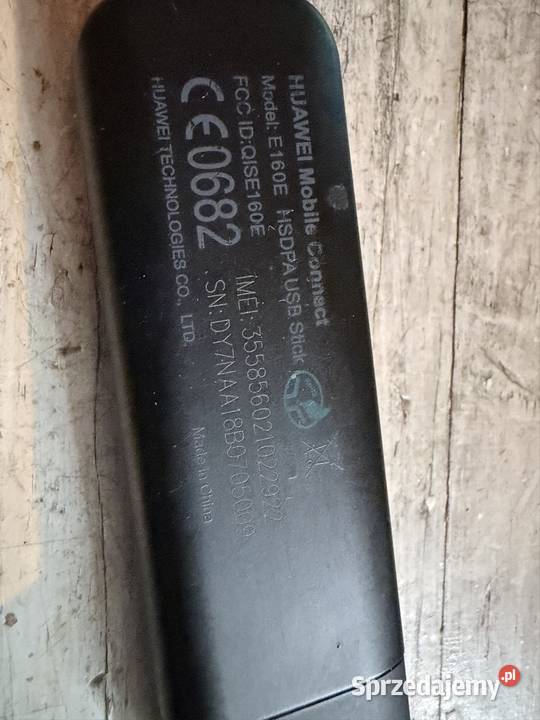 HUAWEI Mobile Connect
Model: E160E HSDPA USB Stick
FCC ID:QISE160E
CE0682
IMEI: 355856021022922
SN: DY7NAA18B0705009
HUAWEI TECHNOLOGIES CO., LTD.
Made in China
Sprzedajemy.pl